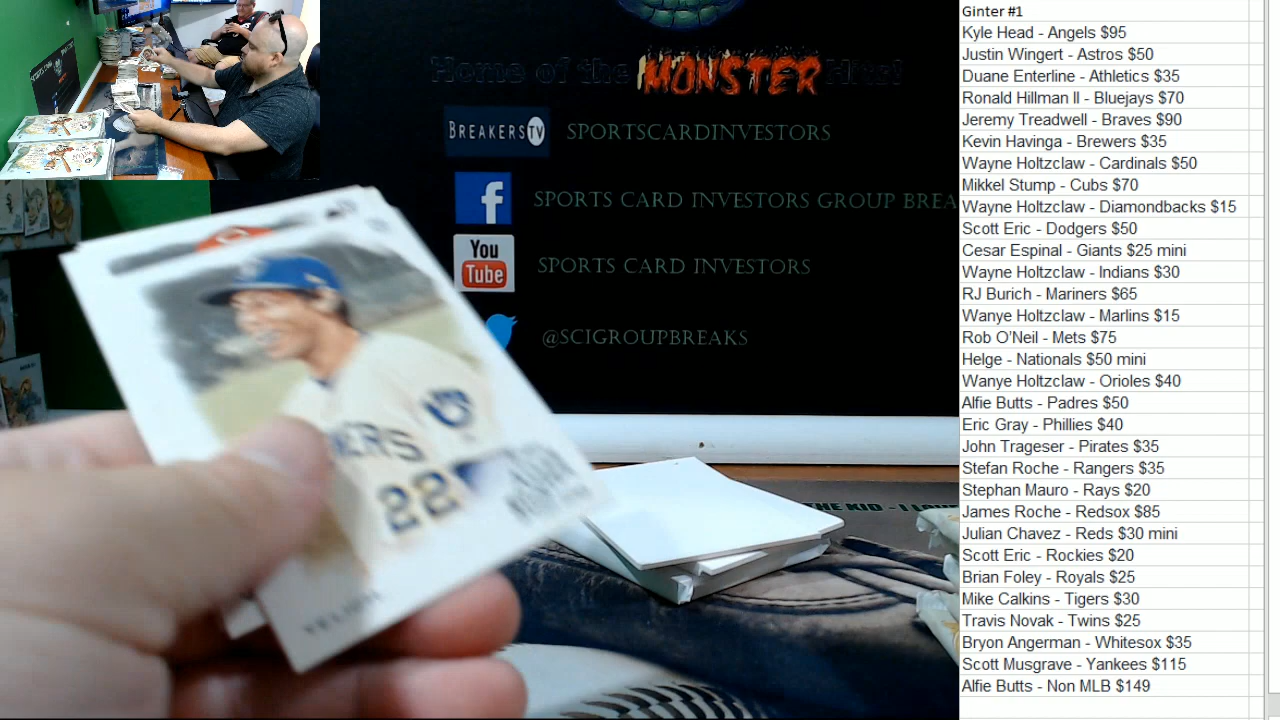 Home of the MONSTER Hits!
BREAKERSTV
SPORTSCARDINVESTORS
f
SPORTS CARD INVESTORS GROUP BREA
You
Tube
SPORTS CARD INVESTORS
@SCIGROUPBREAKS
22
THE KID - I LOVE
Ginter #1
Kyle Head - Angels $95
Justin Wingert - Astros $50
Duane Enterline - Athletics $35
Ronald Hillman II - Bluejays $70
Jeremy Treadwell - Braves $90
Kevin Havinga - Brewers $35
Wayne Holtzclaw - Cardinals $50
Mikkel Stump - Cubs $70
Wayne Holtzclaw - Diamondbacks $15
Scott Eric - Dodgers $50
Cesar Espinal - Giants $25 mini
Wayne Holtzclaw - Indians $30
RJ Burich - Mariners $65
Wanye Holtzclaw - Marlins $15
Rob O'Neil - Mets $75
Helge - Nationals $50 mini
Wanye Holtzclaw - Orioles $40
Alfie Butts - Padres $50
Eric Gray - Phillies $40
John Trageser - Pirates $35
Stefan Roche - Rangers $35
Stephan Mauro - Rays $20
James Roche - Redsox $85
Julian Chavez - Reds $30 mini
Scott Eric - Rockies $20
Brian Foley - Royals $25
Mike Calkins - Tigers $30
Travis Novak - Twins $25
Bryon Angerman - Whitesox $35
Scott Musgrave - Yankees $115
Alfie Butts - Non MLB $149